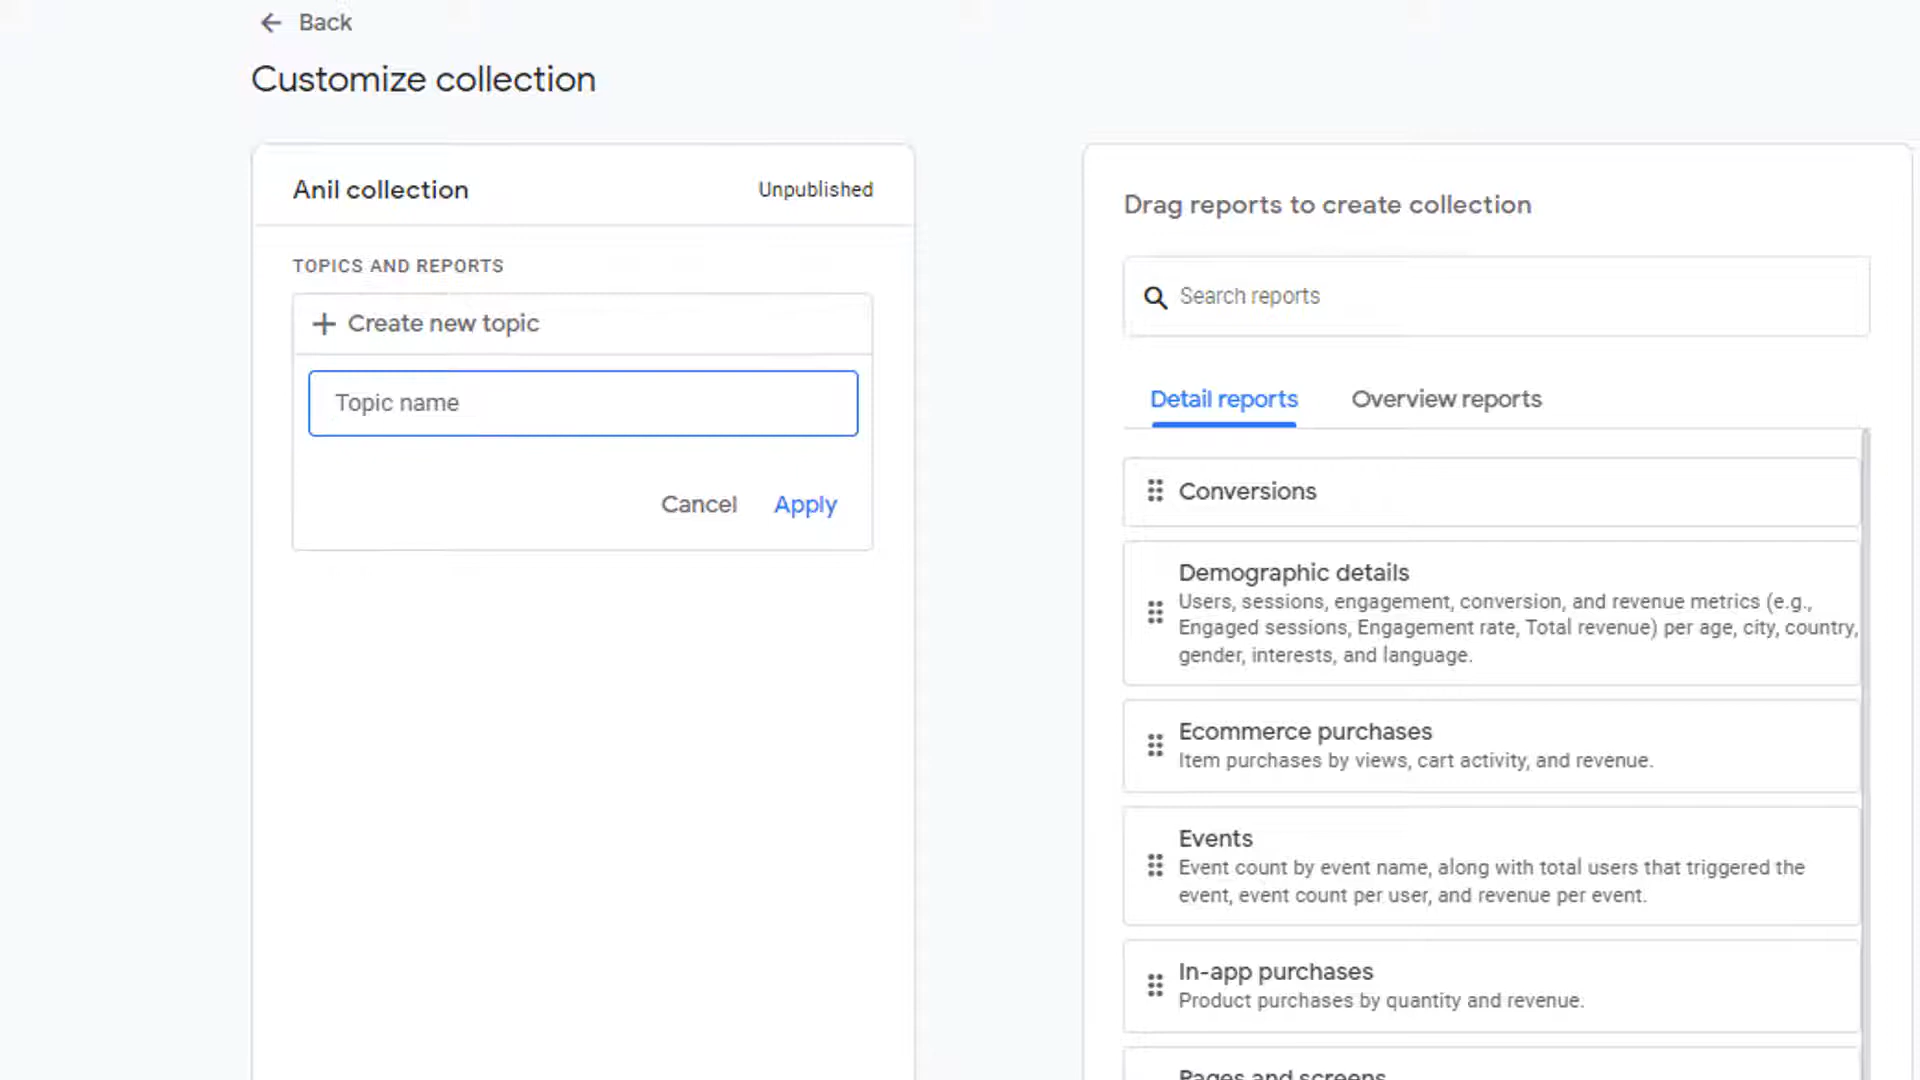 Back
Customize collection
Anil collection
Unpublished
TOPICS AND REPORTS
Create new topic
Topic name
Cancel
Apply
Drag reports to create collection
Search reports
Detail reports
Overview reports
Conversions
Demographic details
Users, sessions, engagement, conversion, and revenue metrics (e.g.,
Engaged sessions, Engagement rate, Total revenue) per age, city, country,
gender, interests, and language.
Ecommerce purchases
Item purchases by views, cart activity, and revenue.
Events
Event count by event name, along with total users that triggered the
event, event count per user, and revenue per event.
In-app purchases
Product purchases by quantity and revenue.
Pages and screens